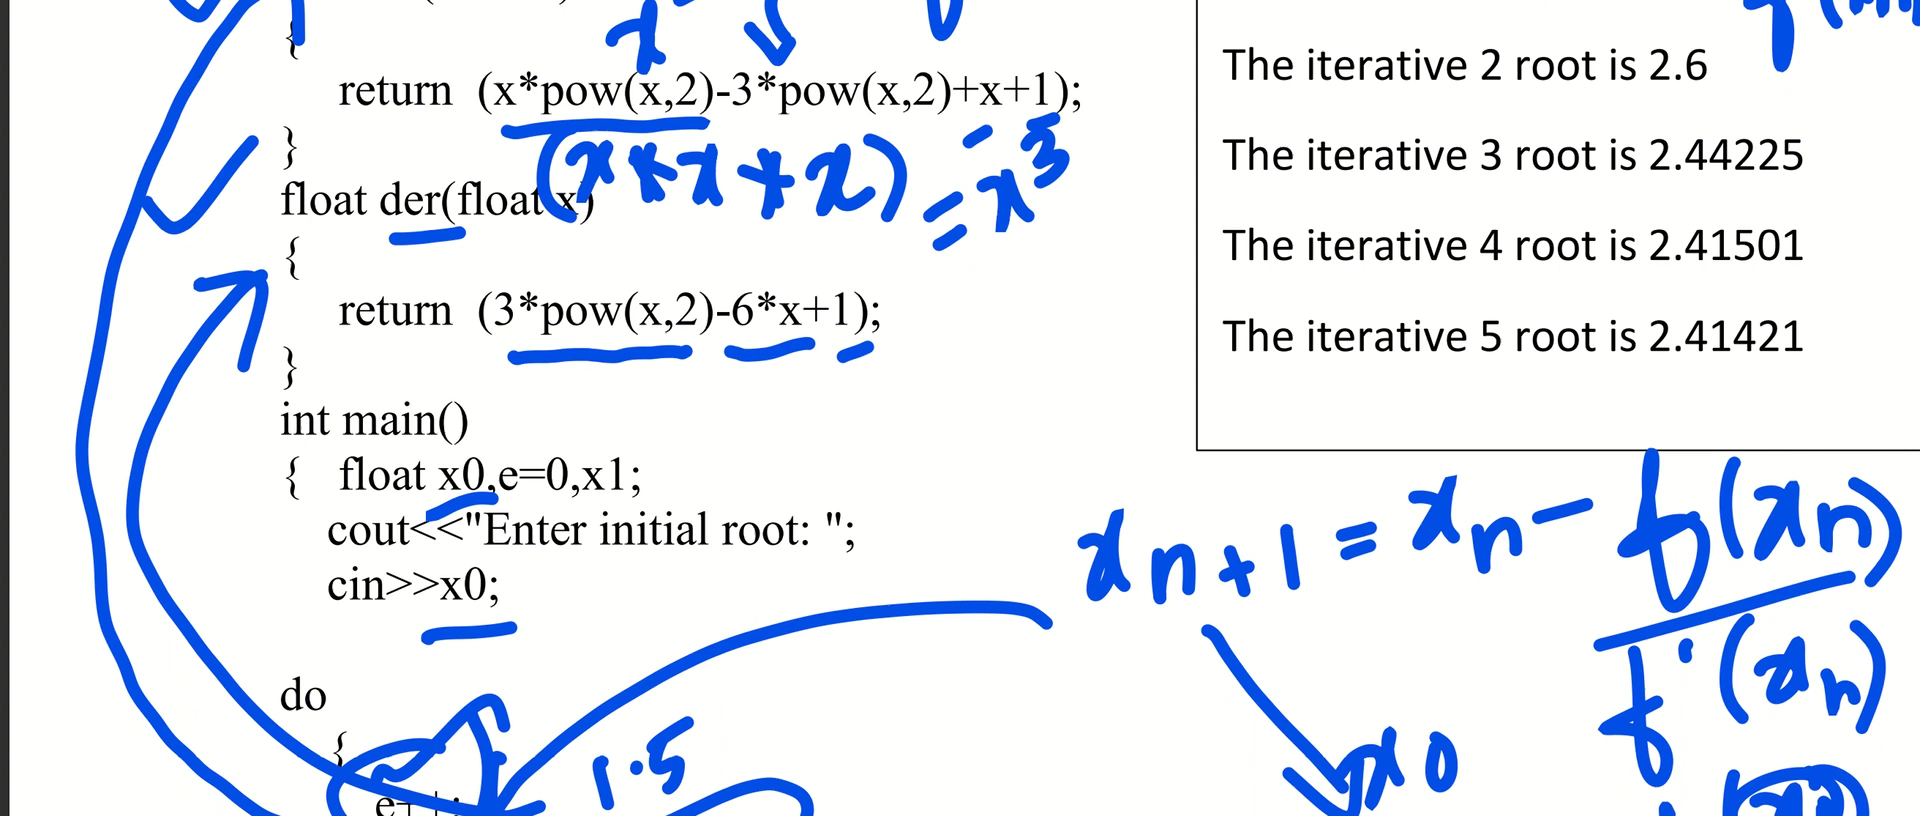 {
return (x*pow(x,2)-3*pow(x,2)+x+1);
}
(x*x*x) = x³
float der(float x)
{
return (3*pow(x,2)-6*x+1);
}
int main()
{ float x0,e=0,x1;
cout<<"Enter initial root: ";
cin>>x0;
do
{
1.5
The iterative 2 root is 2.6
The iterative 3 root is 2.44225
The iterative 4 root is 2.41501
The iterative 5 root is 2.41421
xn+1 = xn - f(xn)
f'(xn)
x0